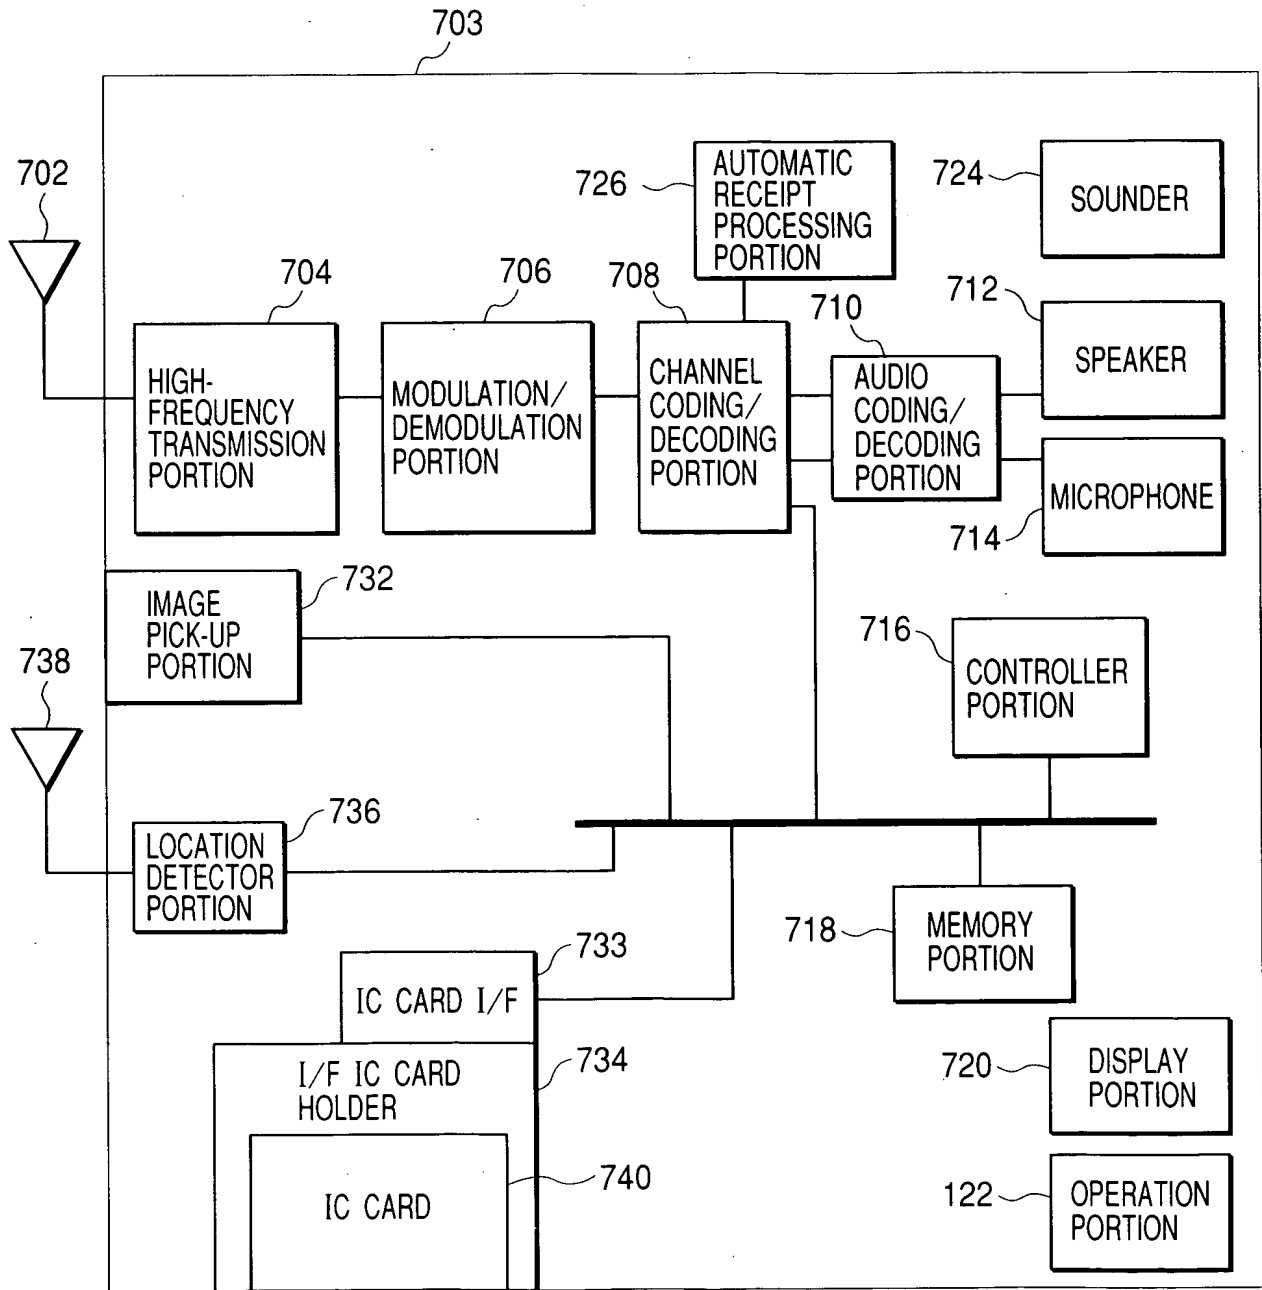 703
702
704
706
708
726
AUTOMATIC
RECEIPT
PROCESSING
PORTION
724
SOUNDER
712
SPEAKER
710
HIGH-
FREQUENCY
TRANSMISSION
PORTION
MODULATION/
DEMODULATION
PORTION
CHANNEL
CODING/
DECODING
PORTION
AUDIO
CODING/
DECODING
PORTION
MICROPHONE
714
IMAGE
PICK-UP
PORTION
732
716
CONTROLLER
PORTION
738
736
LOCATION
DETECTOR
PORTION
718
MEMORY
PORTION
733
IC CARD I/F
734
I/F IC CARD
HOLDER
740
IC CARD
720
DISPLAY
PORTION
122
OPERATION
PORTION